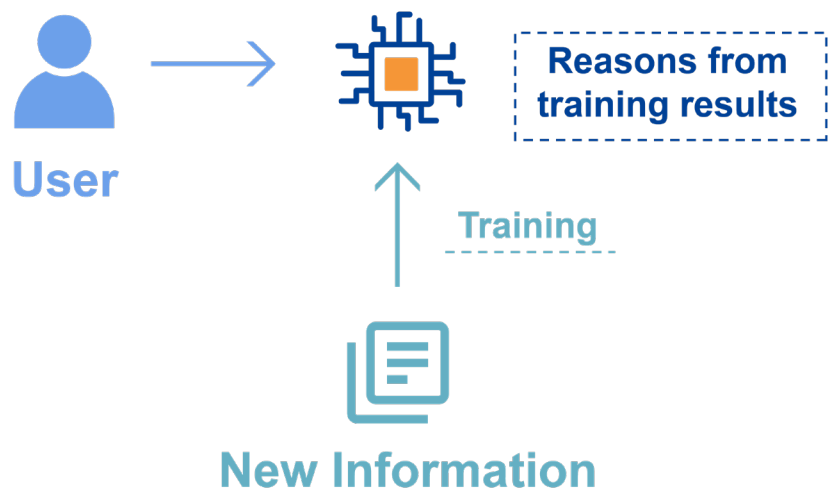 Reasons from
training results
User
Training
New Information